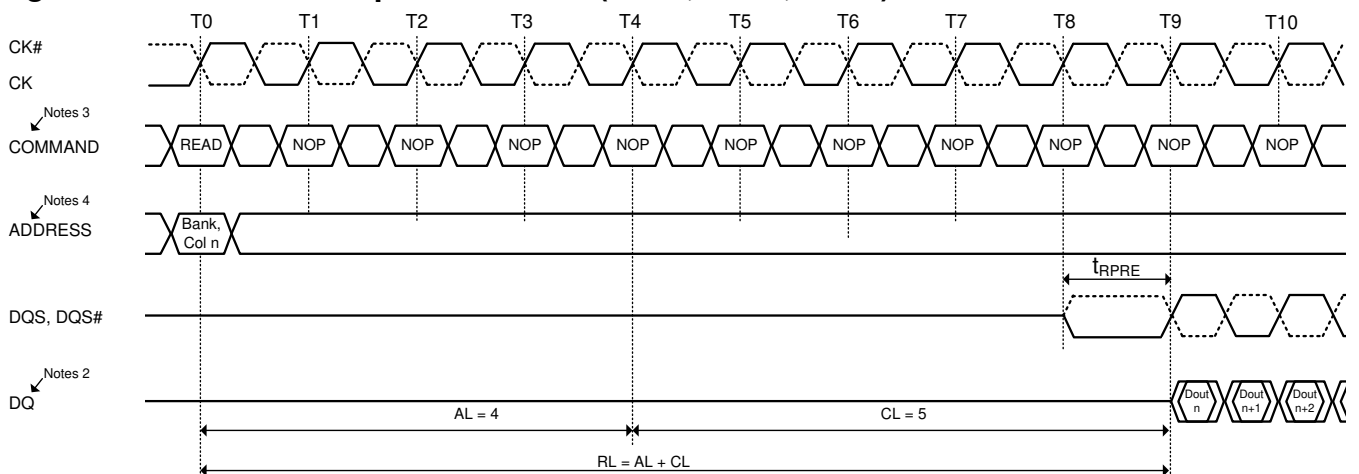 T0 T1 T2 T3 T4 T5 T6 T7 T8 T9 T10
CK#
CK
Notes 3
COMMAND READ NOP NOP NOP NOP NOP NOP NOP NOP NOP NOP
Notes 4
ADDRESS
Bank,
Col n
tRPRE
DQS, DQS#
Notes 2
DQ
Dout
n
Dout
n+1
Dout
n+2
AL = 4 CL = 5
RL = AL + CL